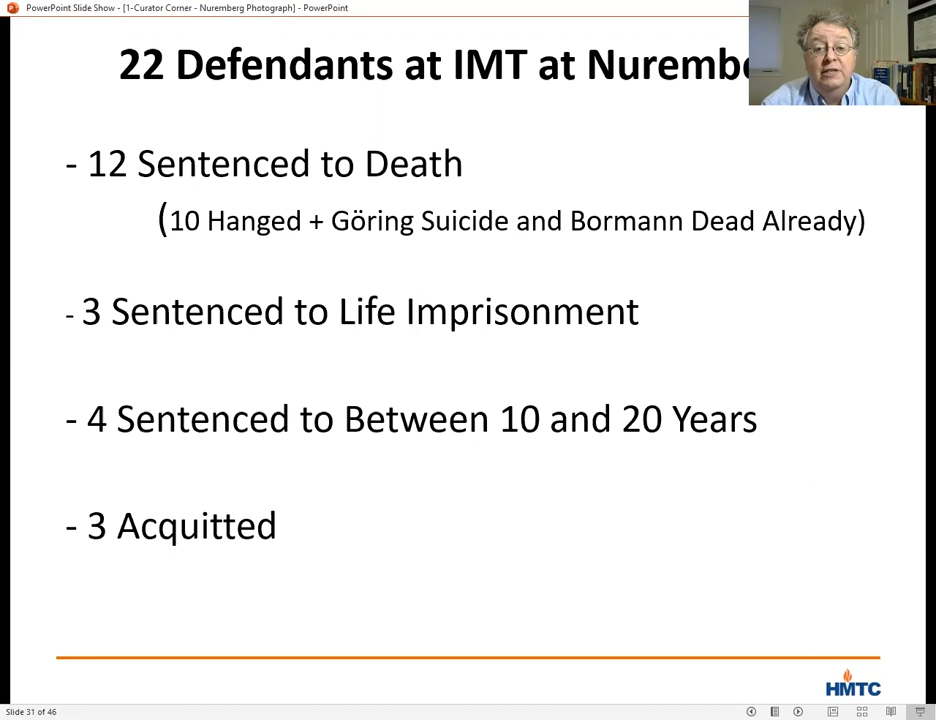 PowerPoint Slide Show - [1-Curator Corner - Nuremberg Photograph] - PowerPoint
22 Defendants at IMT at Nurembe
- 12 Sentenced to Death
(10 Hanged + Göring Suicide and Bormann Dead Already)
- 3 Sentenced to Life Imprisonment
- 4 Sentenced to Between 10 and 20 Years
- 3 Acquitted
HMTC
Slide 31 of 46